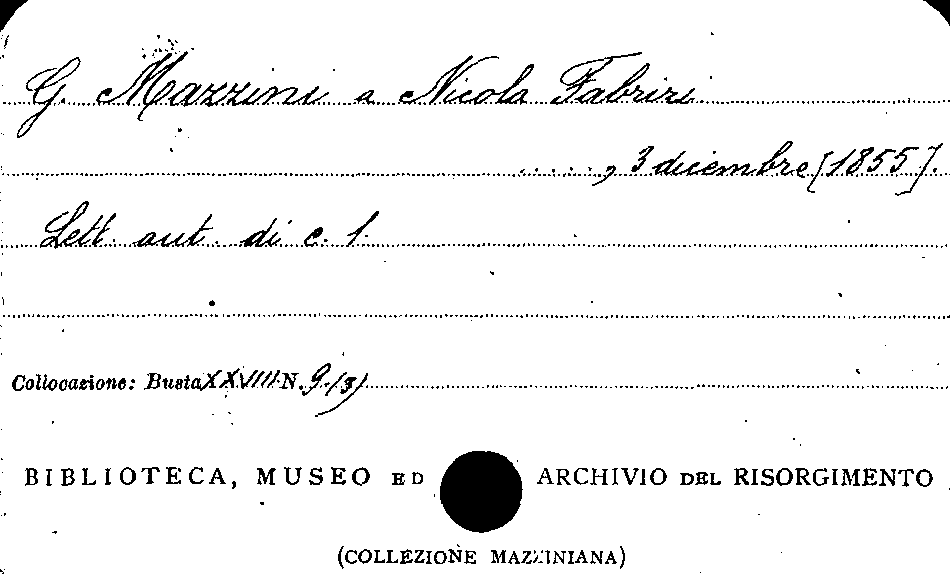 G. Mazzini a Nicola Fabrizi
....., 3 dicembre [1855].
Lett. aut. di c. 1.
Collocazione: Busta XXVIIII N. 9.(3)
BIBLIOTECA, MUSEO ED ARCHIVIO DEL RISORGIMENTO
(COLLEZIONE MAZZINIANA)